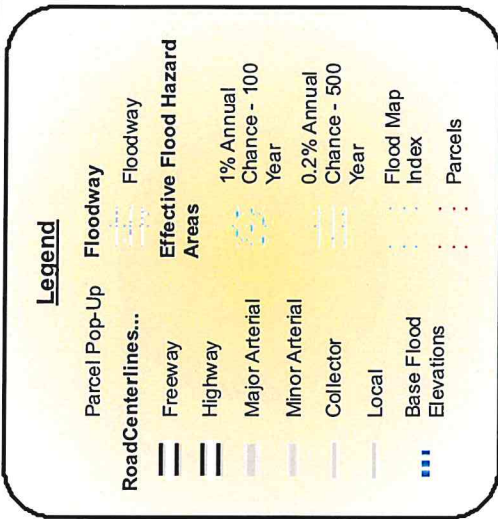 Legend
Parcel Pop-Up
RoadCenterlines...
Freeway
Highway
Major Arterial
Minor Arterial
Collector
Local
Base Flood
Elevations
Floodway
Floodway
Effective Flood Hazard
Areas
1% Annual
Chance - 100
Year
0.2% Annual
Chance - 500
Year
Flood Map
Index
Parcels